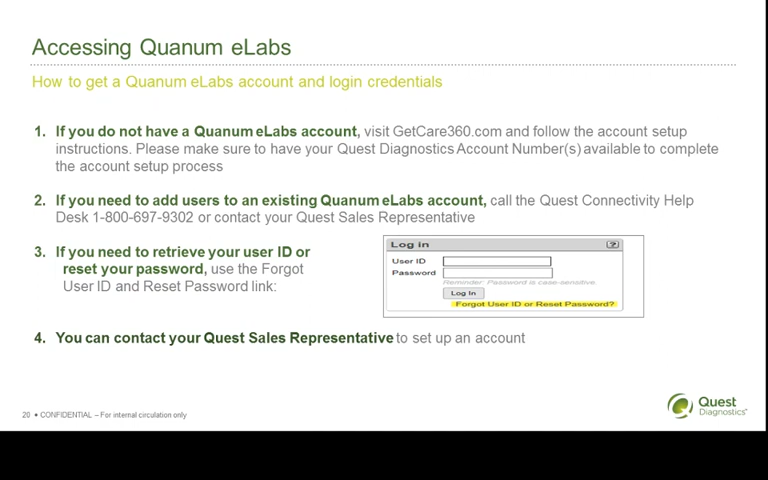 Accessing Quanum eLabs
How to get a Quanum eLabs account and login credentials
1. If you do not have a Quanum eLabs account, visit GetCare360.com and follow the account setup
instructions. Please make sure to have your Quest Diagnostics Account Number(s) available to complete
the account setup process
2. If you need to add users to an existing Quanum eLabs account, call the Quest Connectivity Help
Desk 1-800-697-9302 or contact your Quest Sales Representative
3. If you need to retrieve your user ID or
reset your password, use the Forgot
User ID and Reset Password link:
Log in ?
User ID
Password
Reminder: Password is case-sensitive.
Log In
Forgot User ID or Reset Password?
4. You can contact your Quest Sales Representative to set up an account
20 • CONFIDENTIAL – For internal circulation only
Quest
Diagnostics®